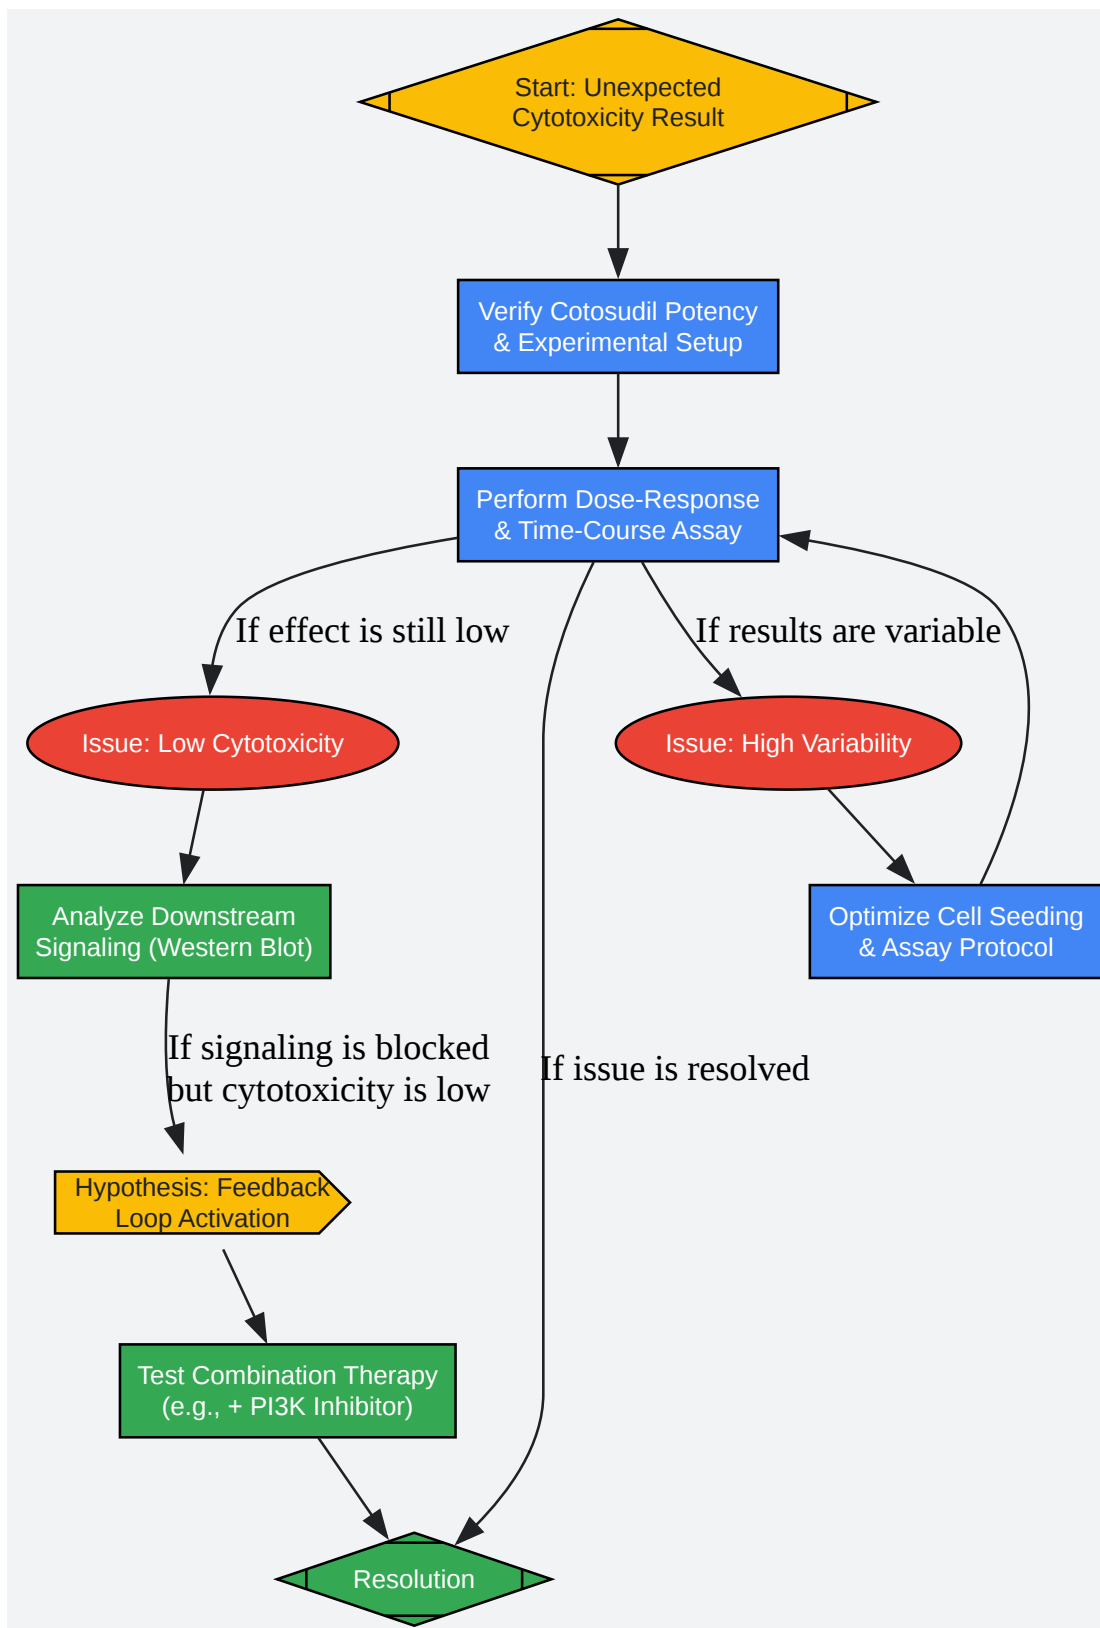 Start: Unexpected
Cytotoxicity Result
Verify Cotosudil Potency
& Experimental Setup
Perform Dose-Response
& Time-Course Assay
If effect is still low
If results are variable
Issue: Low Cytotoxicity
Issue: High Variability
Analyze Downstream
Signaling (Western Blot)
Optimize Cell Seeding
& Assay Protocol
If signaling is blocked
but cytotoxicity is low
If issue is resolved
Hypothesis: Feedback
Loop Activation
Test Combination Therapy
(e.g., + PI3K Inhibitor)
Resolution